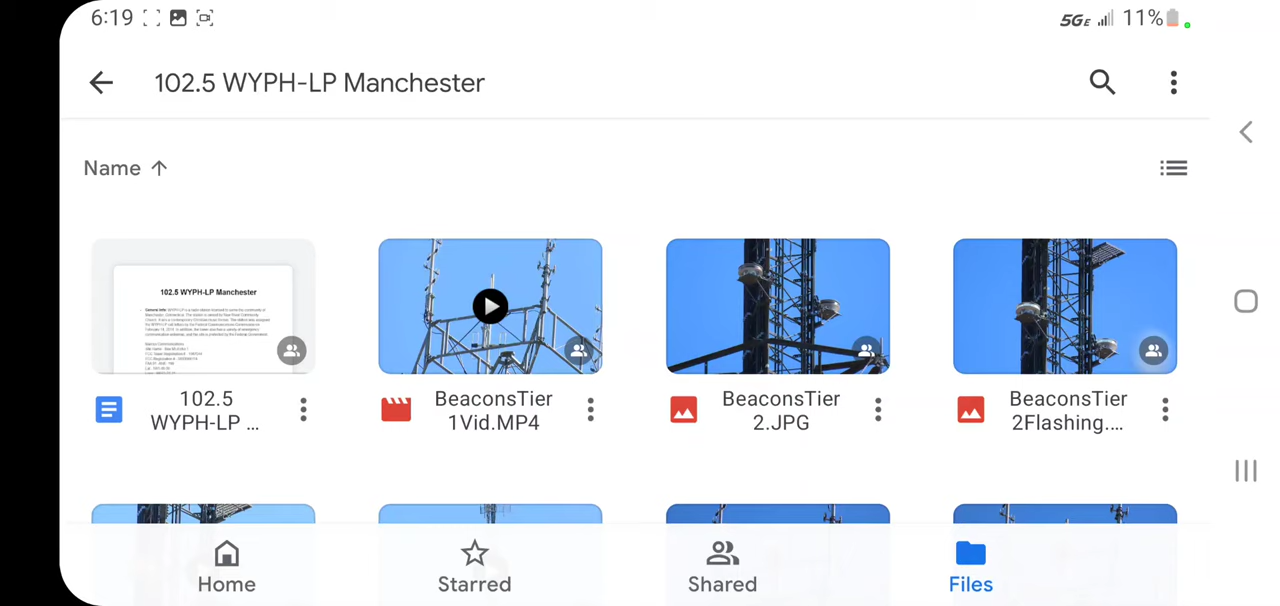 6:19
5GE 11%
102.5 WYPH-LP Manchester
Name
102.5 WYPH-LP Manchester
102.5
WYPH-LP ...
BeaconsTier
1Vid.MP4
BeaconsTier
2.JPG
BeaconsTier
2Flashing....
Home
Starred
Shared
Files